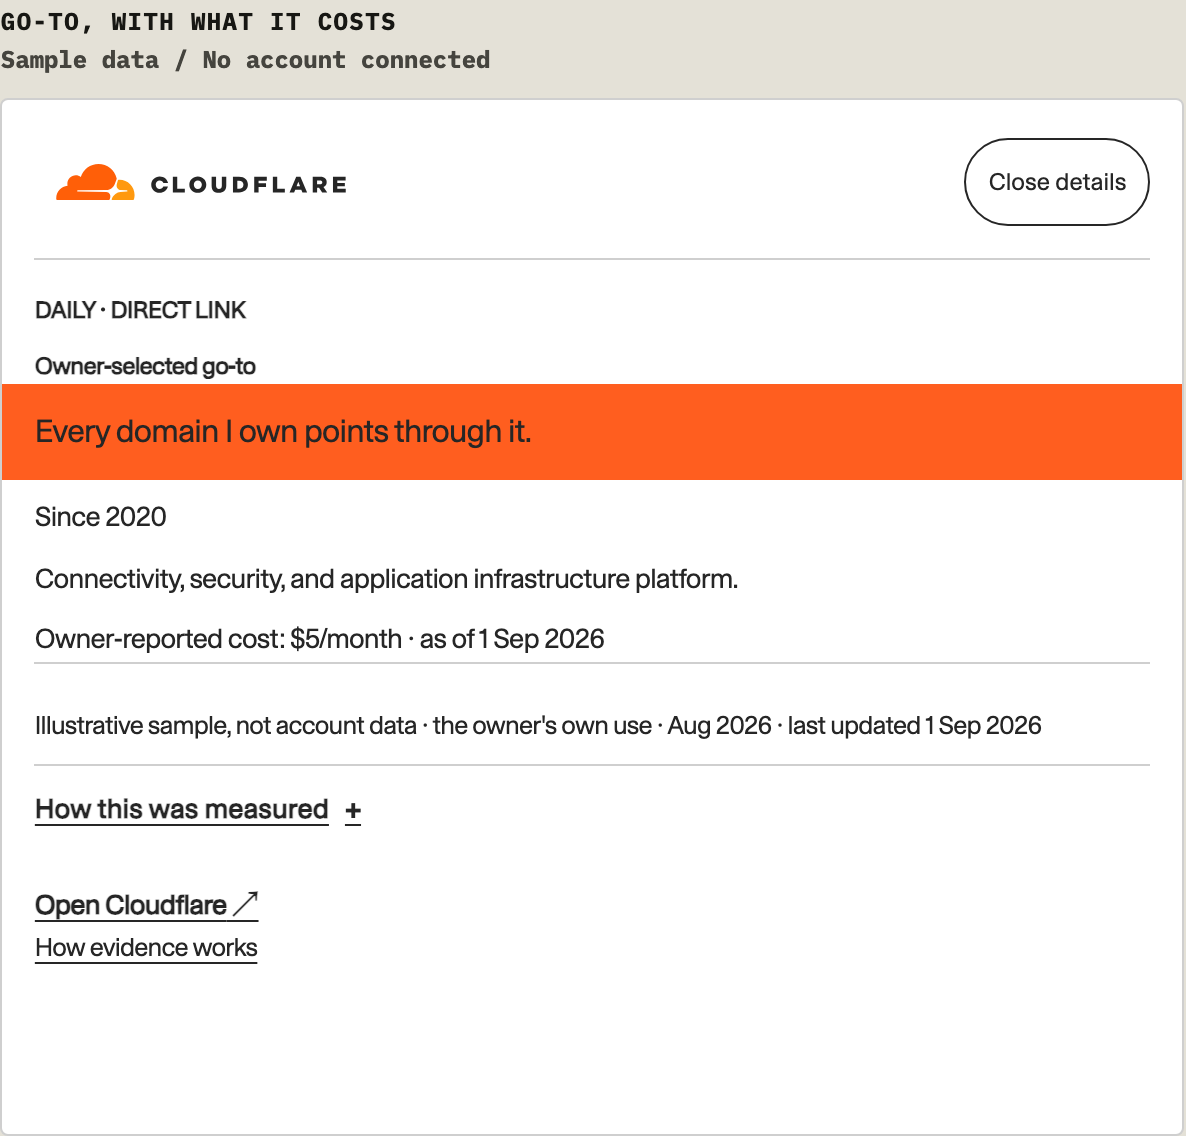 GO-TO, WITH WHAT IT COSTS
Sample data / No account connected
CLOUDFLARE
Close details
DAILY · DIRECT LINK
Owner-selected go-to
Every domain I own points through it.
Since 2020
Connectivity, security, and application infrastructure platform.
Owner-reported cost: $5/month · as of 1 Sep 2026
Illustrative sample, not account data · the owner's own use · Aug 2026 · last updated 1 Sep 2026
How this was measured +
Open Cloudflare ↗
How evidence works